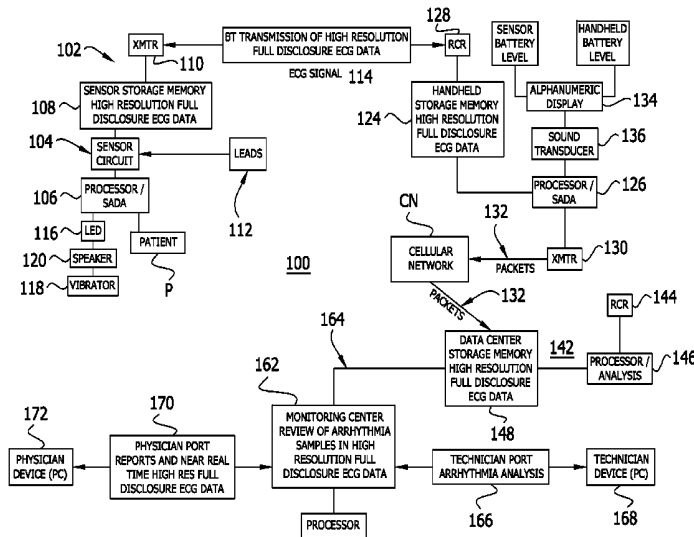 102
XMTR
110
BT TRANSMISSION OF HIGH RESOLUTION
FULL DISCLOSURE ECG DATA
ECG SIGNAL 114
128
RCR
SENSOR
BATTERY
LEVEL
HANDHELD
BATTERY
LEVEL
108
SENSOR STORAGE MEMORY
HIGH RESOLUTION FULL
DISCLOSURE ECG DATA
124
HANDHELD
STORAGE MEMORY
HIGH RESOLUTION
FULL DISCLOSURE
ECG DATA
ALPHANUMERIC
DISPLAY
134
SOUND
TRANSDUCER
136
104
SENSOR
CIRCUIT
LEADS
112
106
PROCESSOR /
SADA
PROCESSOR /
SADA
126
116
LED
120
SPEAKER
118
VIBRATOR
PATIENT
P
CN
CELLULAR
NETWORK
132
PACKETS
XMTR
130
100
PACKETS
132
RCR
144
164
DATA CENTER
STORAGE MEMORY
HIGH RESOLUTION
FULL DISCLOSURE
ECG DATA
148
142
PROCESSOR /
ANALYSIS
146
162
MONITORING CENTER
REVIEW OF ARRHYTHMIA
SAMPLES IN HIGH
RESOLUTION FULL
DISCLOSURE ECG DATA
172
PHYSICIAN
DEVICE (PC)
170
PHYSICIAN PORT
REPORTS AND NEAR REAL
TIME HIGH RES FULL
DISCLOSURE ECG DATA
TECHNICIAN PORT
ARRHYTHMIA ANALYSIS
166
TECHNICIAN
DEVICE (PC)
168
PROCESSOR